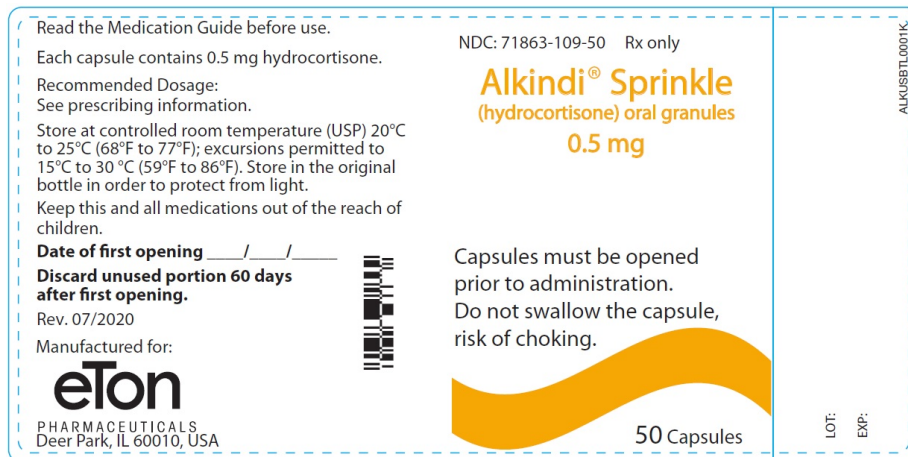 Read the Medication Guide before use.
Each capsule contains 0.5 mg hydrocortisone.
Recommended Dosage:
See prescribing information.
Store at controlled room temperature (USP) 20°C
to 25°C (68°F to 77°F); excursions permitted to
15°C to 30 °C (59°F to 86°F). Store in the original
bottle in order to protect from light.
Keep this and all medications out of the reach of
children.
Date of first opening ____/____/_____
Discard unused portion 60 days
after first opening.
Rev. 07/2020
Manufactured for:
eTon
PHARMACEUTICALS
Deer Park, IL 60010, USA
NDC: 71863-109-50 Rx only
Alkindi® Sprinkle
(hydrocortisone) oral granules
0.5 mg
Capsules must be opened
prior to administration.
Do not swallow the capsule,
risk of choking.
50 Capsules
LOT:
EXP:
ALKUSBTL0001K